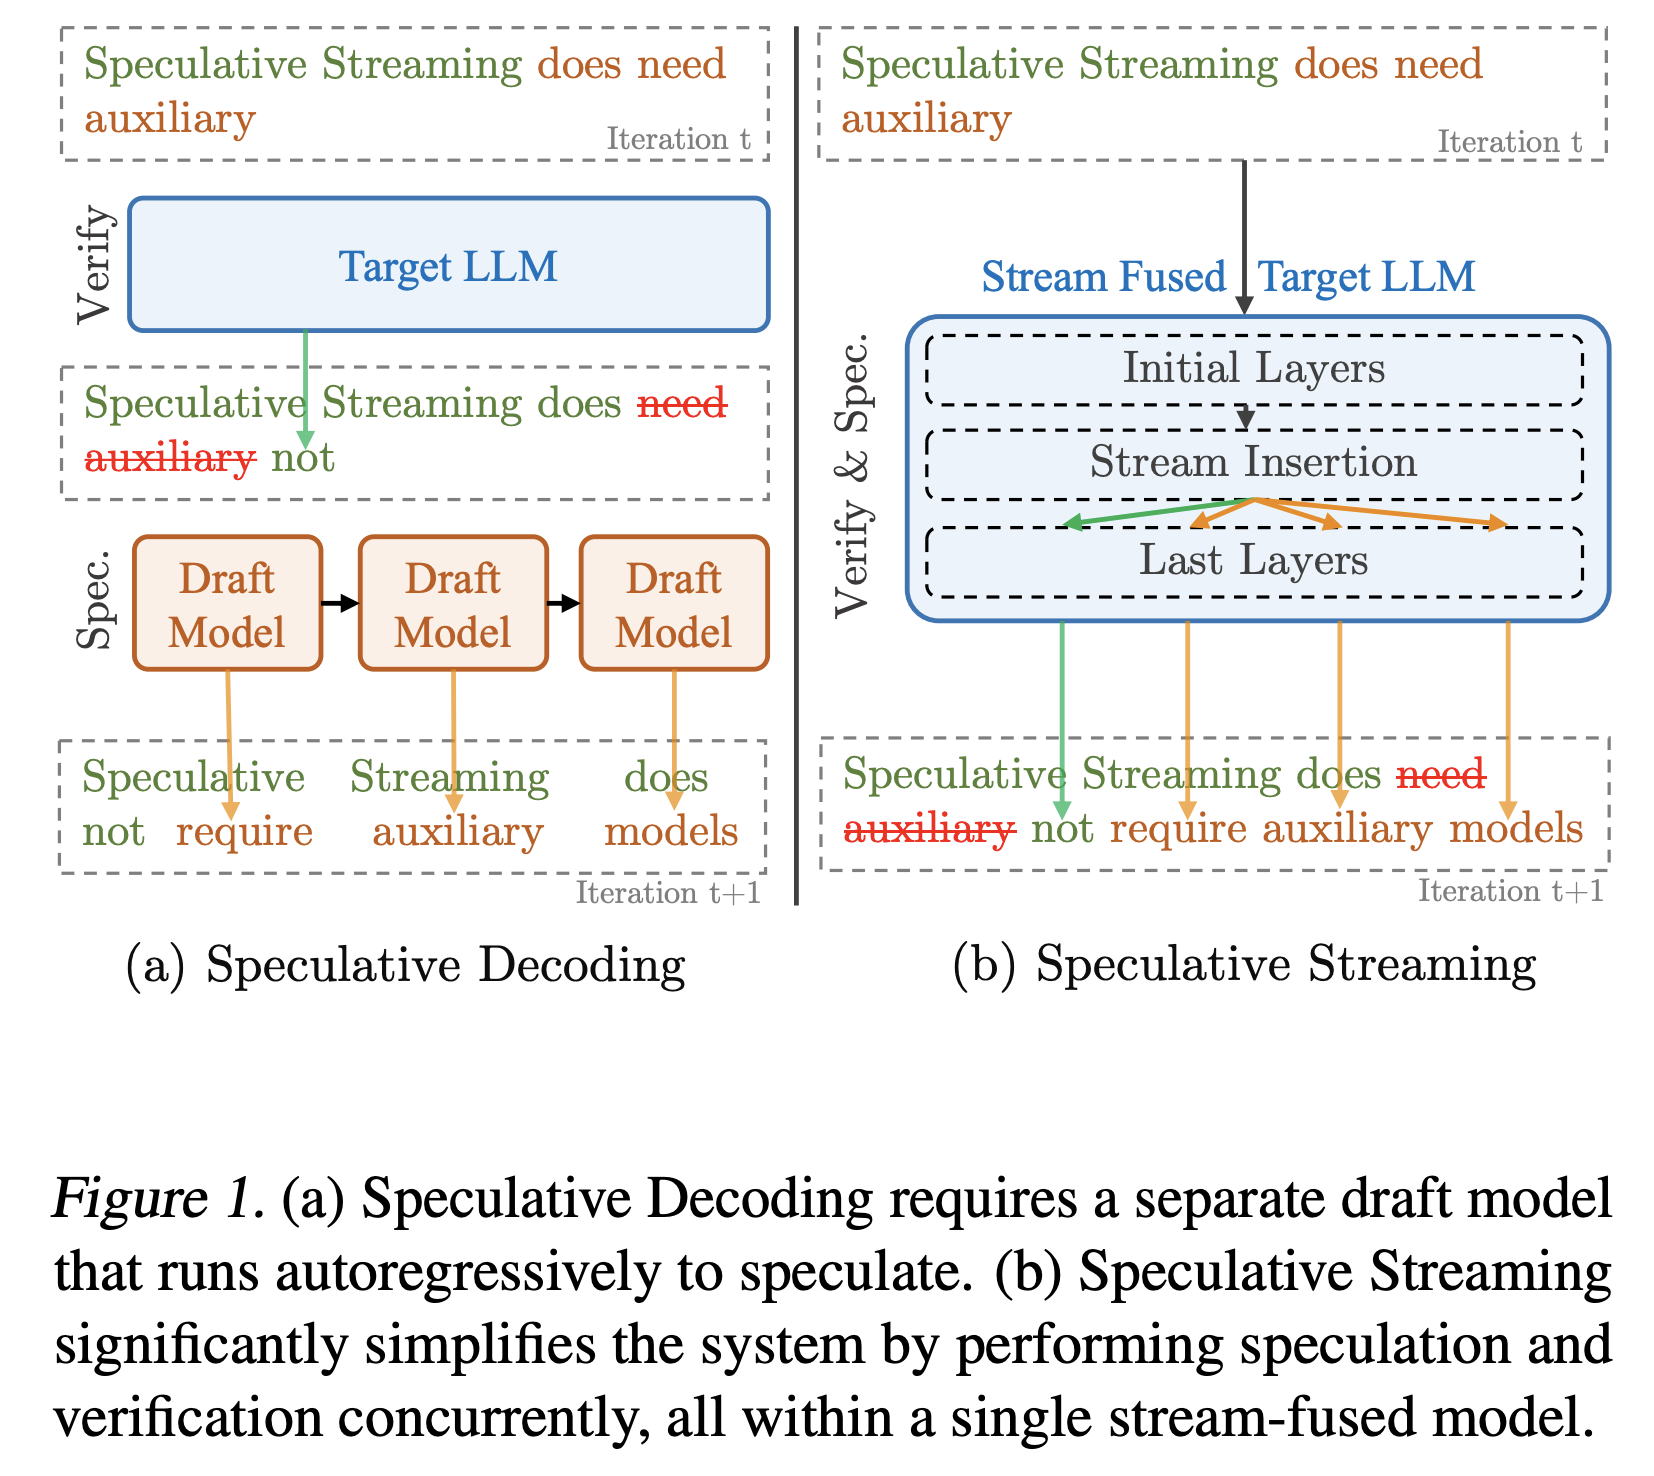 Speculative Streaming does need
auxiliary
Iteration t
Verify
Target LLM
Speculative Streaming does need
auxiliary not
Spec.
Draft
Model
Draft
Model
Draft
Model
Speculative Streaming does
not require auxiliary models
Iteration t+1
(a) Speculative Decoding
Speculative Streaming does need
auxiliary
Iteration t
Stream Fused Target LLM
Verify & Spec.
Initial Layers
Stream Insertion
Last Layers
Speculative Streaming does need
auxiliary not require auxiliary models
Iteration t+1
(b) Speculative Streaming
Figure 1. (a) Speculative Decoding requires a separate draft model
that runs autoregressively to speculate. (b) Speculative Streaming
significantly simplifies the system by performing speculation and
verification concurrently, all within a single stream-fused model.